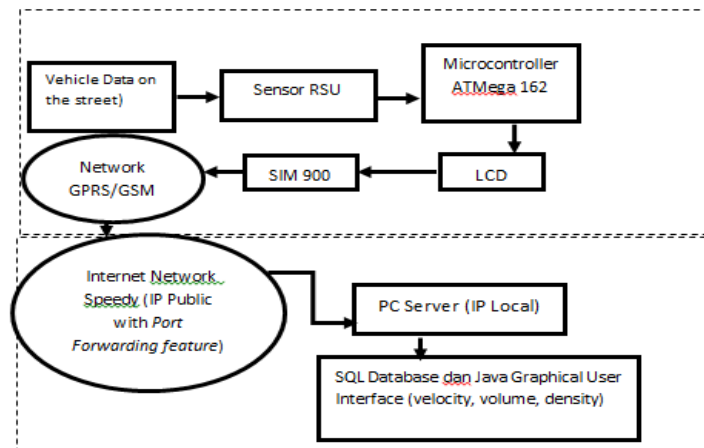 Vehicle Data on
the street)
Sensor RSU
Microcontroller
ATMega 162
Network
GPRS/GSM
SIM 900
LCD
Internet Network
Speedy (IP Public
with Port
Forwarding feature)
PC Server (IP Local)
SQL Database dan Java Graphical User
Interface (velocity, volume, density)